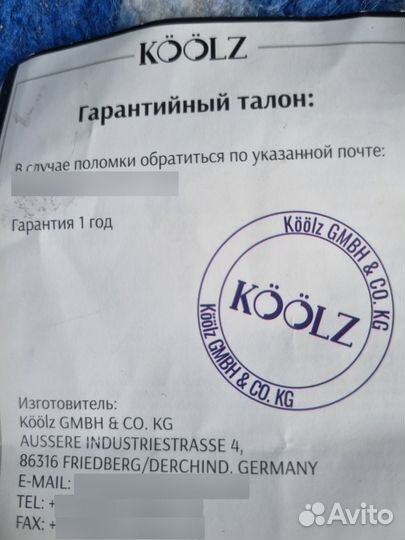 KÖÖLZ
Гарантийный талон:
В случае поломки обратиться по указанной почте:
Гарантия 1 год
Köölz GMBH & CO. KG
KÖÖLZ
Köölz GMBH & CO. KG
Изготовитель:
Köölz GMBH & CO. KG
AUSSERE INDUSTRIESTRASSE 4,
86316 FRIEDBERG/DERCHIND. GERMANY
E-MAIL:
TEL: +
FAX: +
Avito